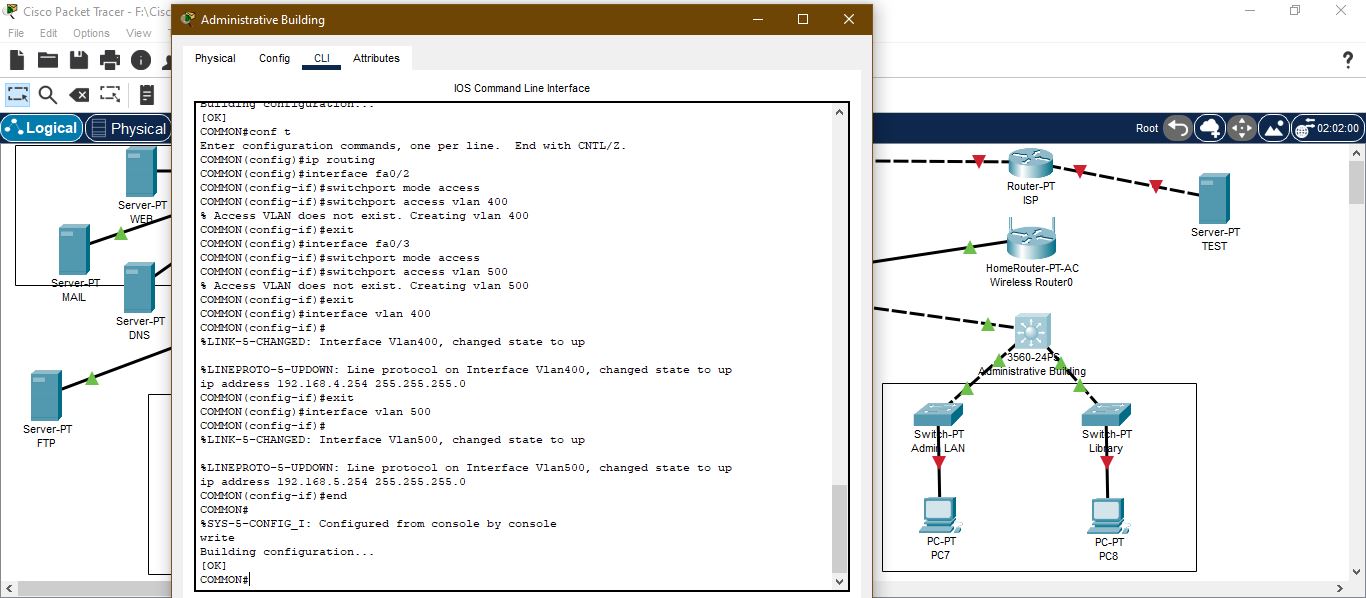 Cisco Packet Tracer - F:\Cisc
File Edit Options View
Logical
Physical
Root
02:02:00
Administrative Building
Physical Config CLI Attributes
IOS Command Line Interface
Building configuration...
[OK]
COMMON#conf t
Enter configuration commands, one per line.  End with CNTL/Z.
COMMON(config)#ip routing
COMMON(config)#interface fa0/2
COMMON(config-if)#switchport mode access
COMMON(config-if)#switchport access vlan 400
% Access VLAN does not exist. Creating vlan 400
COMMON(config-if)#exit
COMMON(config)#interface fa0/3
COMMON(config-if)#switchport mode access
COMMON(config-if)#switchport access vlan 500
% Access VLAN does not exist. Creating vlan 500
COMMON(config-if)#exit
COMMON(config)#interface vlan 400
COMMON(config-if)#
%LINK-5-CHANGED: Interface Vlan400, changed state to up
%LINEPROTO-5-UPDOWN: Line protocol on Interface Vlan400, changed state to up
ip address 192.168.4.254 255.255.255.0
COMMON(config-if)#exit
COMMON(config)#interface vlan 500
COMMON(config-if)#
%LINK-5-CHANGED: Interface Vlan500, changed state to up
%LINEPROTO-5-UPDOWN: Line protocol on Interface Vlan500, changed state to up
ip address 192.168.5.254 255.255.255.0
COMMON(config-if)#end
COMMON#
%SYS-5-CONFIG_I: Configured from console by console
write
Building configuration...
[OK]
COMMON#
Server-PT
WEB
Server-PT
MAIL
Server-PT
DNS
Server-PT
FTP
Router-PT
ISP
Server-PT
TEST
HomeRouter-PT-AC
Wireless Router0
3560-24PS
Administrative Building
Switch-PT
Admin LAN
Switch-PT
Library
PC-PT
PC7
PC-PT
PC8